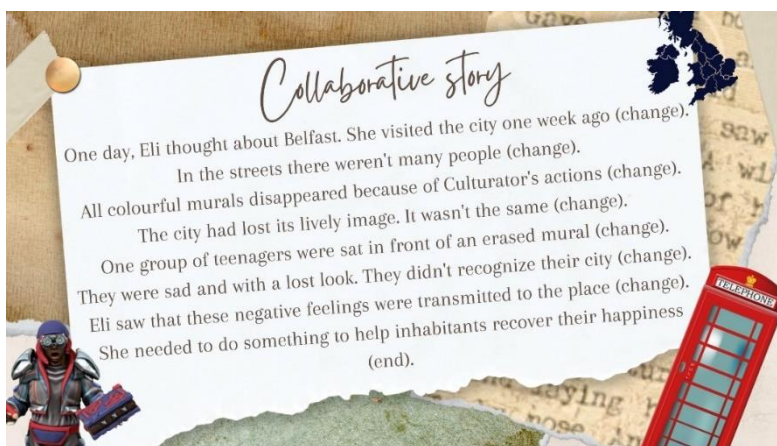 Collaborative story
One day, Eli thought about Belfast. She visited the city one week ago (change).
In the streets there weren't many people (change).
All colourful murals disappeared because of Culturator's actions (change).
The city had lost its lively image. It wasn't the same (change).
One group of teenagers were sat in front of an erased mural (change).
They were sad and with a lost look. They didn't recognize their city (change).
Eli saw that these negative feelings were transmitted to the place (change).
She needed to do something to help inhabitants recover their happiness
(end).
saw
TELEPHONE